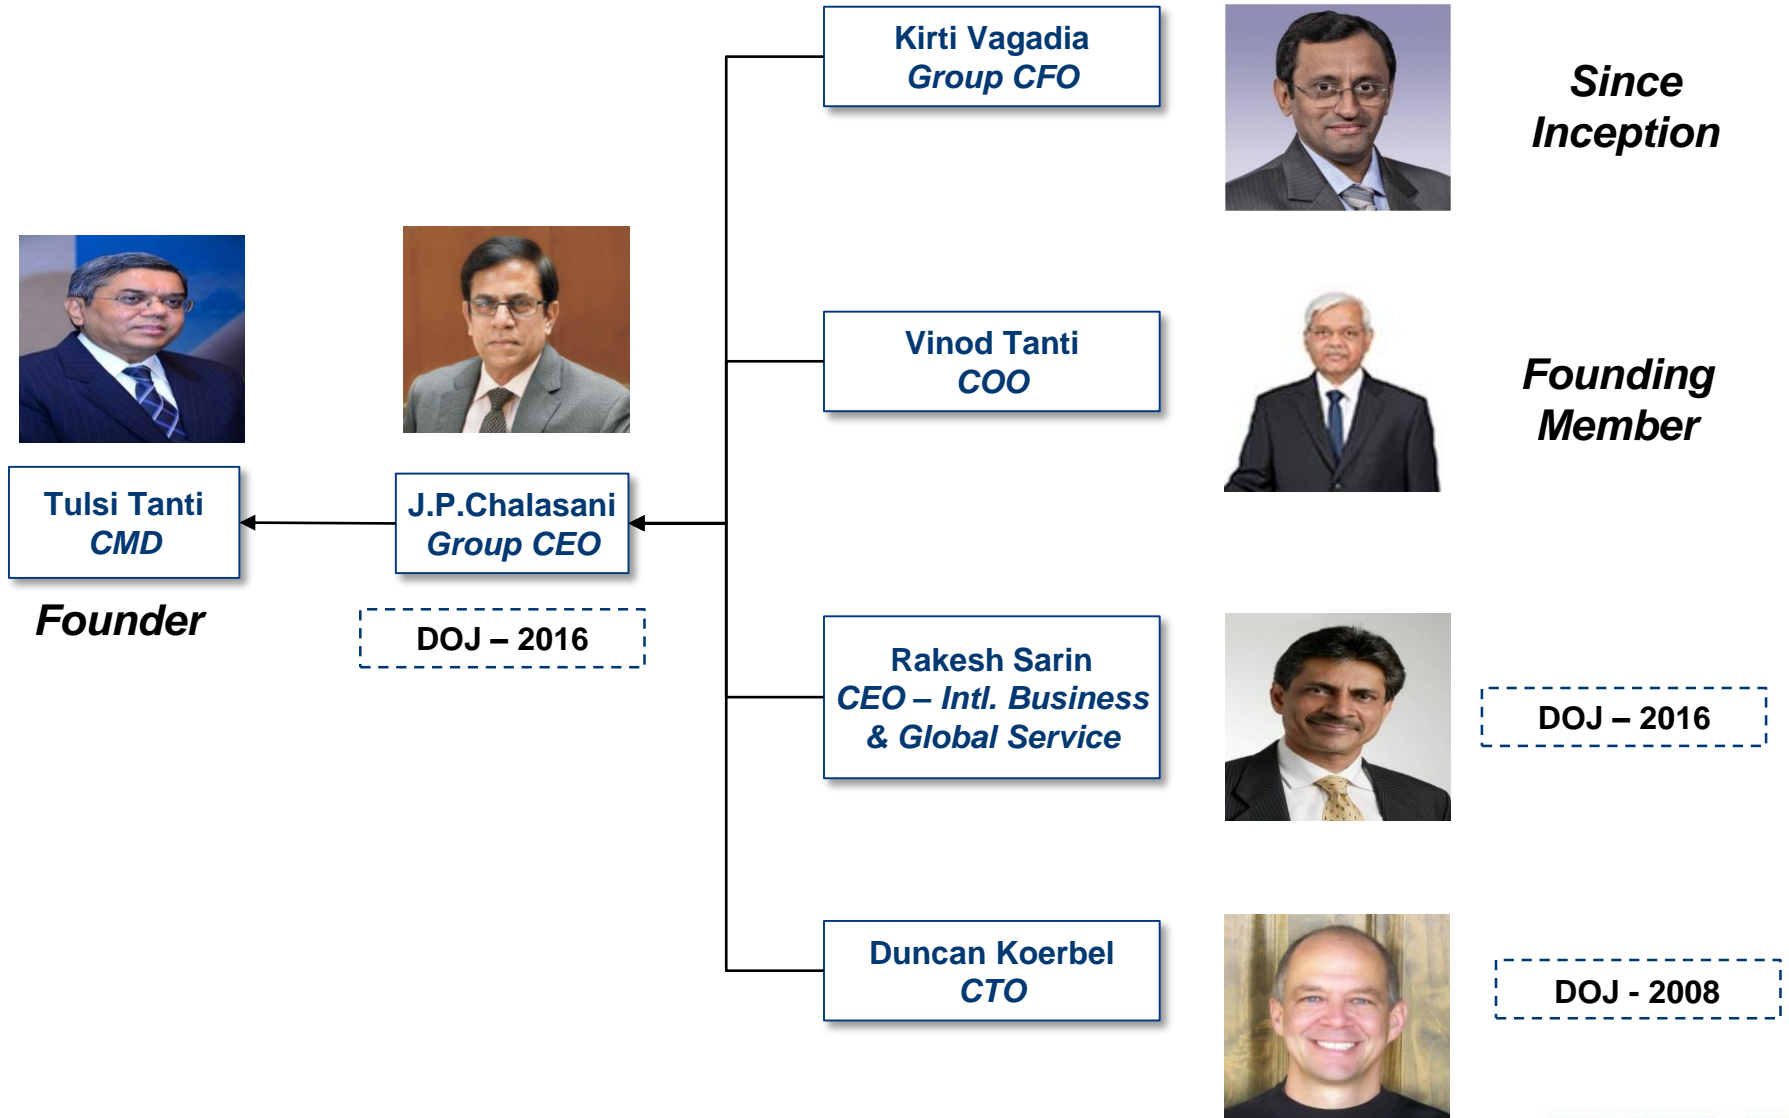 Kirti Vagadia
Group CFO
Since
Inception
Vinod Tanti
COO
Founding
Member
Tulsi Tanti
CMD
Founder
J.P.Chalasani
Group CEO
DOJ – 2016
Rakesh Sarin
CEO – Intl. Business
& Global Service
DOJ – 2016
Duncan Koerbel
CTO
DOJ - 2008